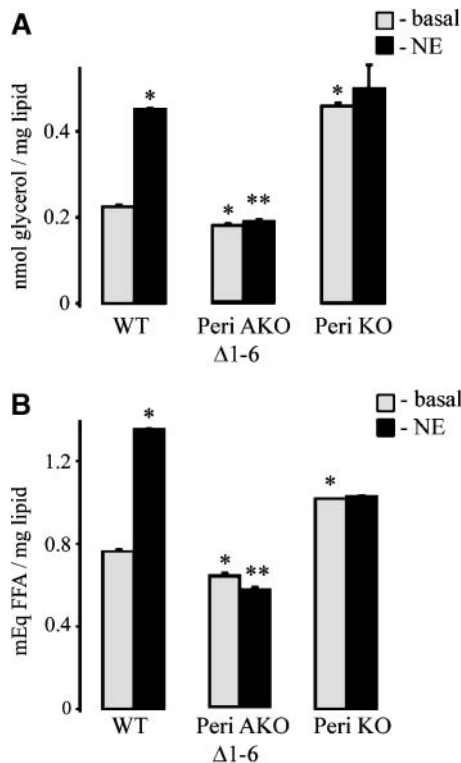 A
- basal
- NE
nmol glycerol / mg lipid
0.4
0.2
0
*
*
**
*
WT
Peri AKO
Δ1-6
Peri KO
B
- basal
- NE
mEq FFA / mg lipid
1.2
0.8
0.4
0
*
*
**
*
WT
Peri AKO
Δ1-6
Peri KO